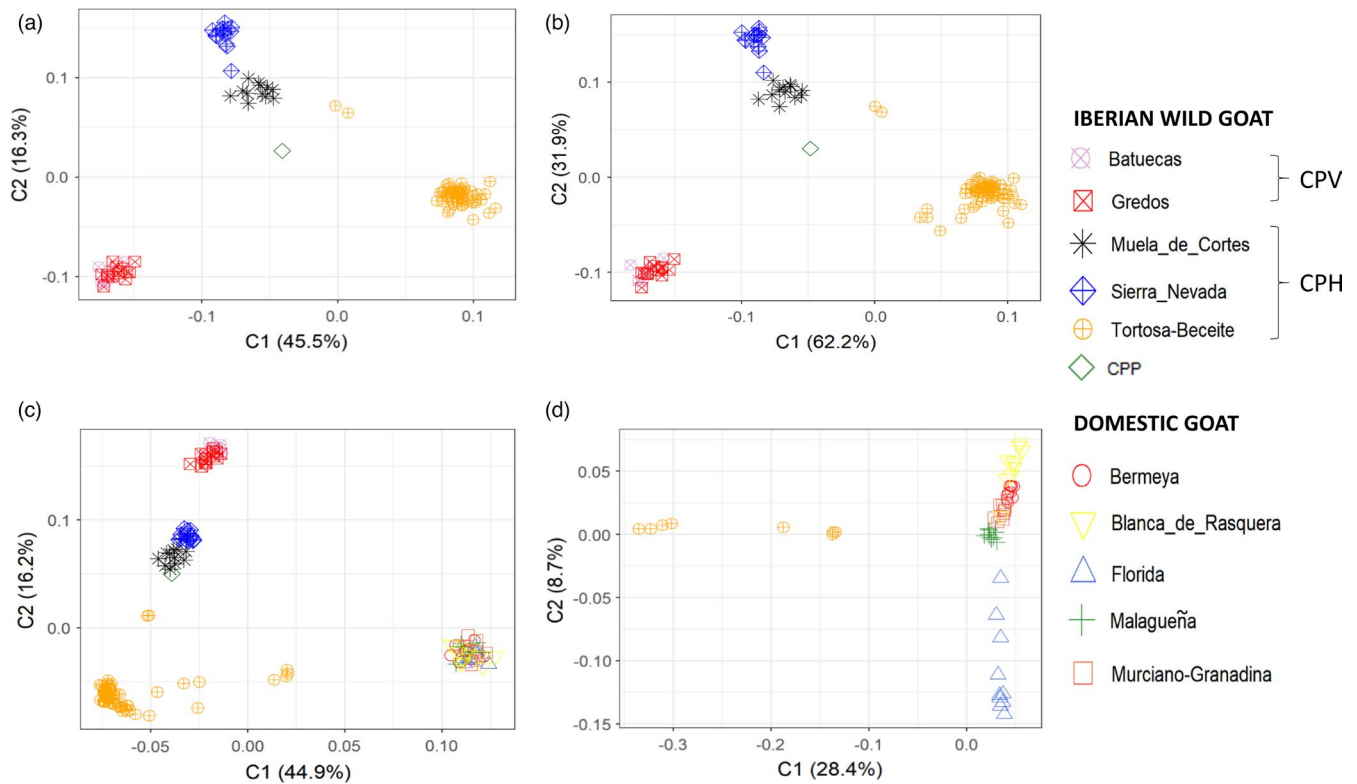 (a)
0.1
0.0
-0.1
C2 (16.3%)
-0.1
0.0
0.1
C1 (45.5%)
(b)
0.1
0.0
-0.1
C2 (31.9%)
-0.1
0.0
0.1
C1 (62.2%)
IBERIAN WILD GOAT
Batuecas
Gredos
CPV
Muela_de_Cortes
Sierra_Nevada
Tortosa-Beceite
CPH
CPP
(c)
0.1
0.0
C2 (16.2%)
-0.05
0.00
0.05
0.10
C1 (44.9%)
(d)
0.05
0.00
-0.05
-0.10
-0.15
C2 (8.7%)
-0.3
-0.2
-0.1
0.0
C1 (28.4%)
DOMESTIC GOAT
Bermeya
Blanca_de_Rasquera
Florida
Malagueña
Murciano-Granadina